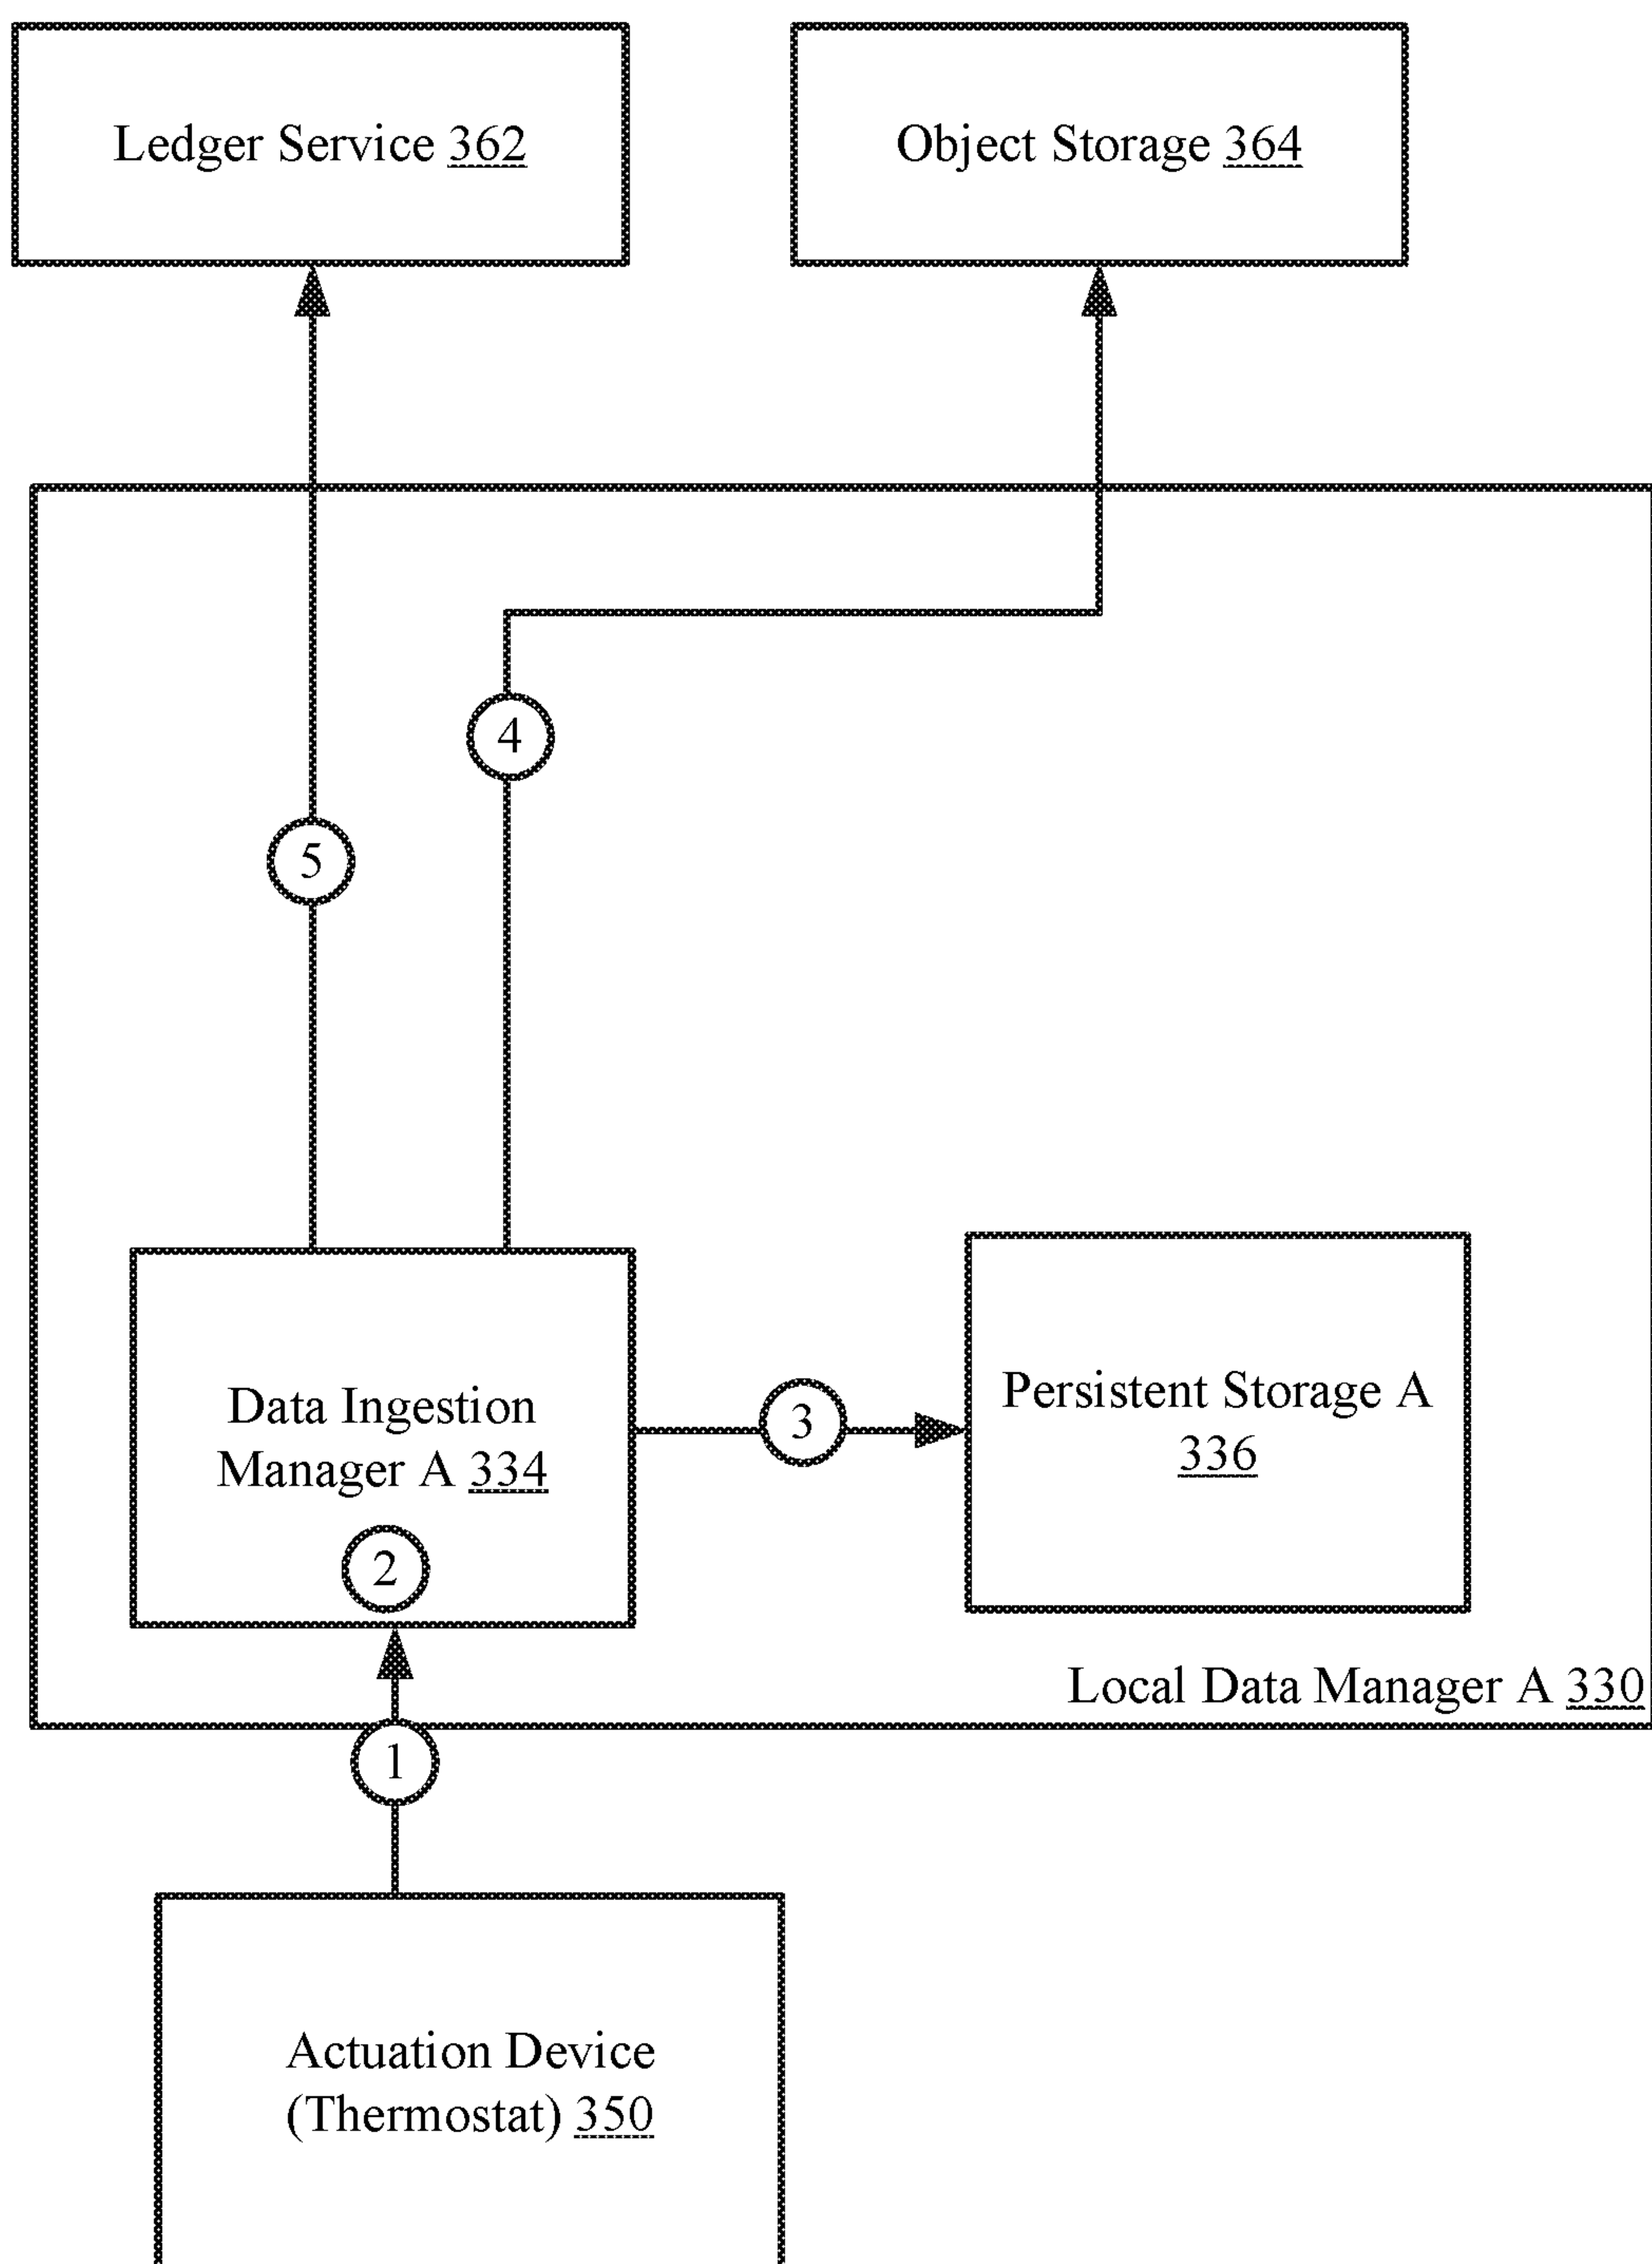 Ledger Service 362
Object Storage 364
4
5
Data Ingestion
Manager A 334
2
3
Persistent Storage A
336
Local Data Manager A 330
1
Actuation Device
(Thermostat) 350